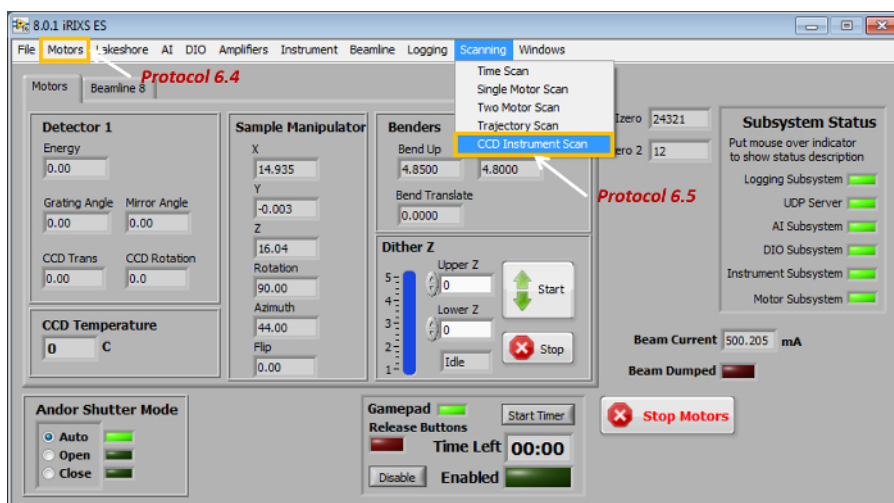 8.0.1 iRIXS ES
File Motors Lakeshore AI DIO Amplifiers Instrument Beamline Logging Scanning Windows
Protocol 6.4
Time Scan
Single Motor Scan
Two Motor Scan
Trajectory Scan
CCD Instrument Scan
Protocol 6.5
Motors Beamline 8
Detector 1
Energy
0.00
Grating Angle Mirror Angle
0.00 0.00
CCD Trans CCD Rotation
0.00 0.0
CCD Temperature
0 C
Sample Manipulator
X
14.935
Y
-0.003
Z
16.04
Rotation
90.00
Azimuth
44.00
Flip
0.00
Benders
Bend Up
4.8500 4.8000
Bend Translate
0.0000
Dither Z
5
4
3
2
1
Upper Z
0
Lower Z
0
Idle
Start
Stop
Izero 24321
ero 2 12
Subsystem Status
Put mouse over indicator
to show status description
Logging Subsystem
UDP Server
AI Subsystem
DIO Subsystem
Instrument Subsystem
Motor Subsystem
Beam Current 500.205 mA
Beam Dumped
Andor Shutter Mode
Auto
Open
Close
Gamepad
Release Buttons
Start Timer
Time Left 00:00
Disable Enabled
Stop Motors